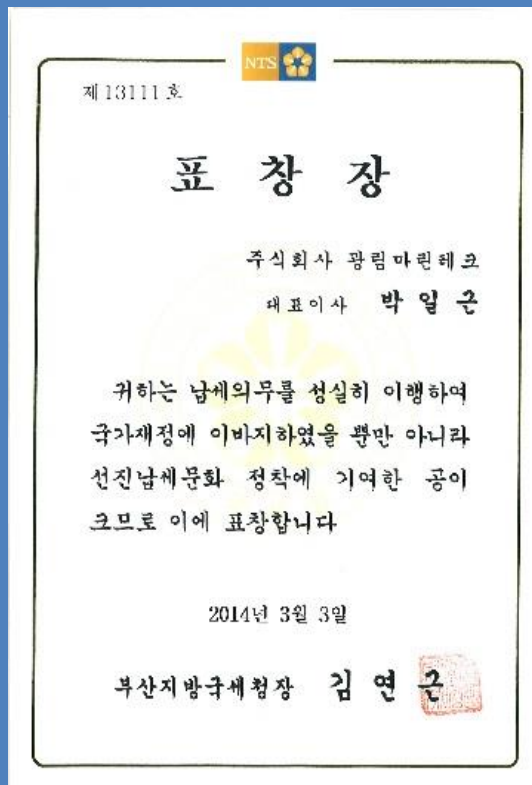 NTS
제 13111 호
표 창 장
주식회사 광림마린테크
대표이사 박 일 근
귀하는 납세의무를 성실히 이행하여
국가재정에 이바지하였을 뿐만 아니라
선진납세문화 정착에 기여한 공이
크므로 이에 표창합니다
2014년 3월 3일
부산지방국세청장 김 연 근